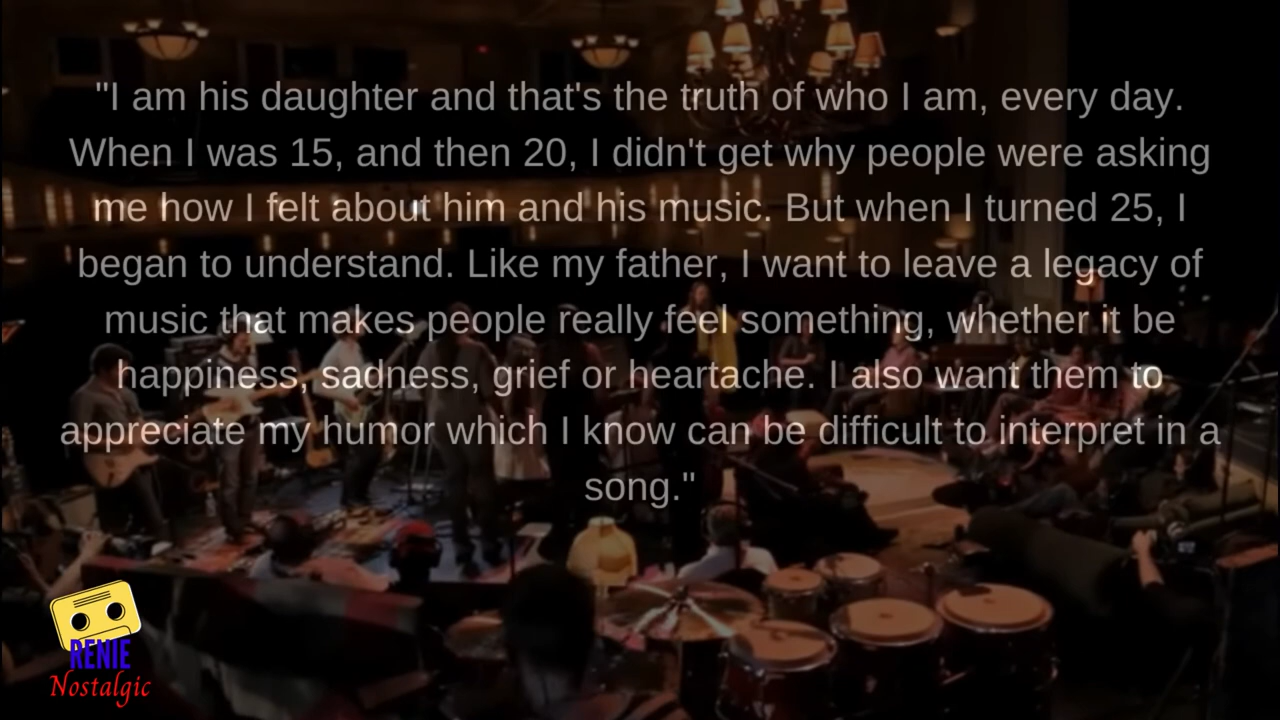 "I am his daughter and that's the truth of who I am, every day.
When I was 15, and then 20, I didn't get why people were asking
me how I felt about him and his music. But when I turned 25, I
began to understand. Like my father, I want to leave a legacy of
music that makes people really feel something, whether it be
happiness, sadness, grief or heartache. I also want them to
appreciate my humor which I know can be difficult to interpret in a
song."
RENIE
Nostalgic